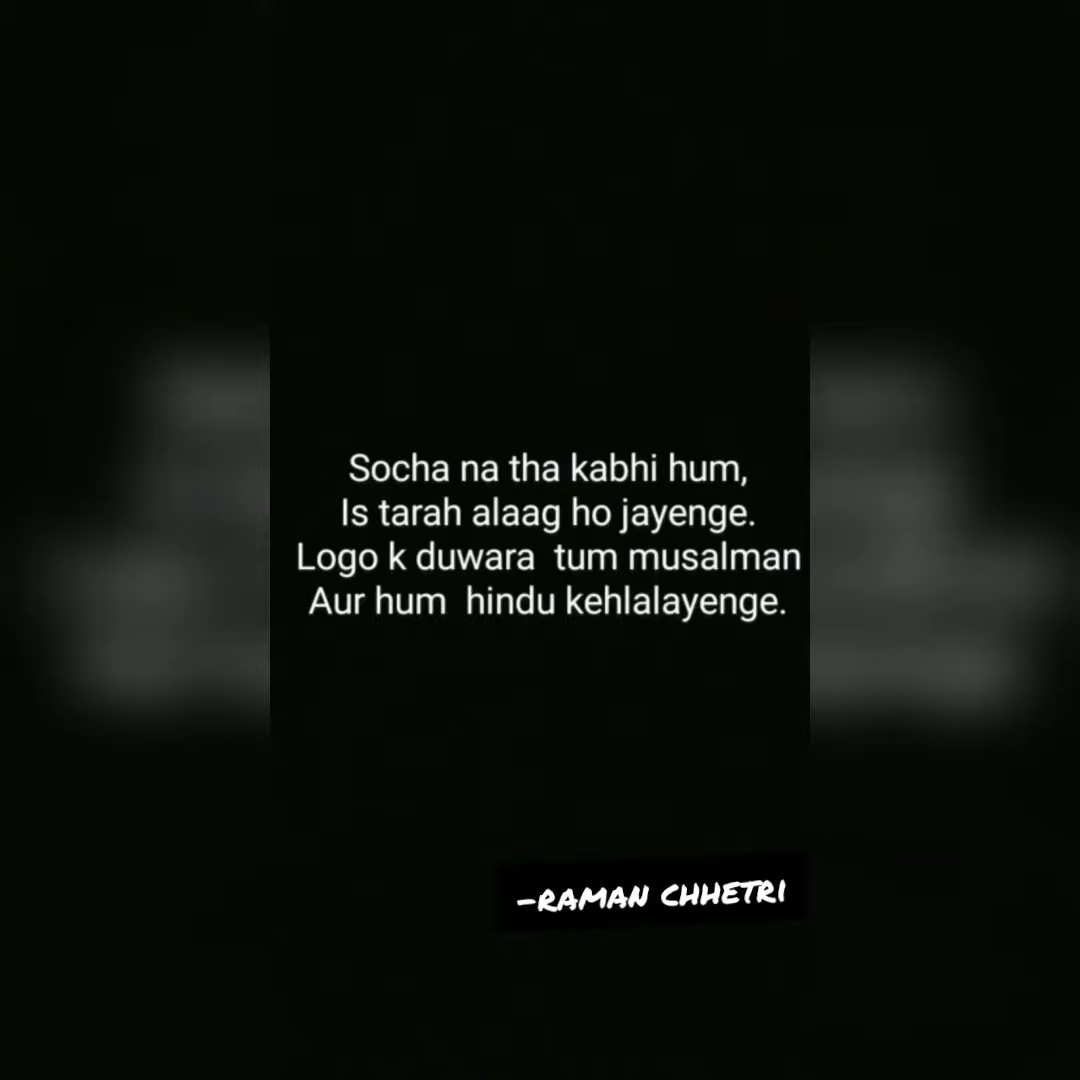 Socha na tha kabhi hum,
Is tarah alaag ho jayenge.
Logo k duwara  tum musalman
Aur hum  hindu kehlalayenge.
-RAMAN CHHETRI